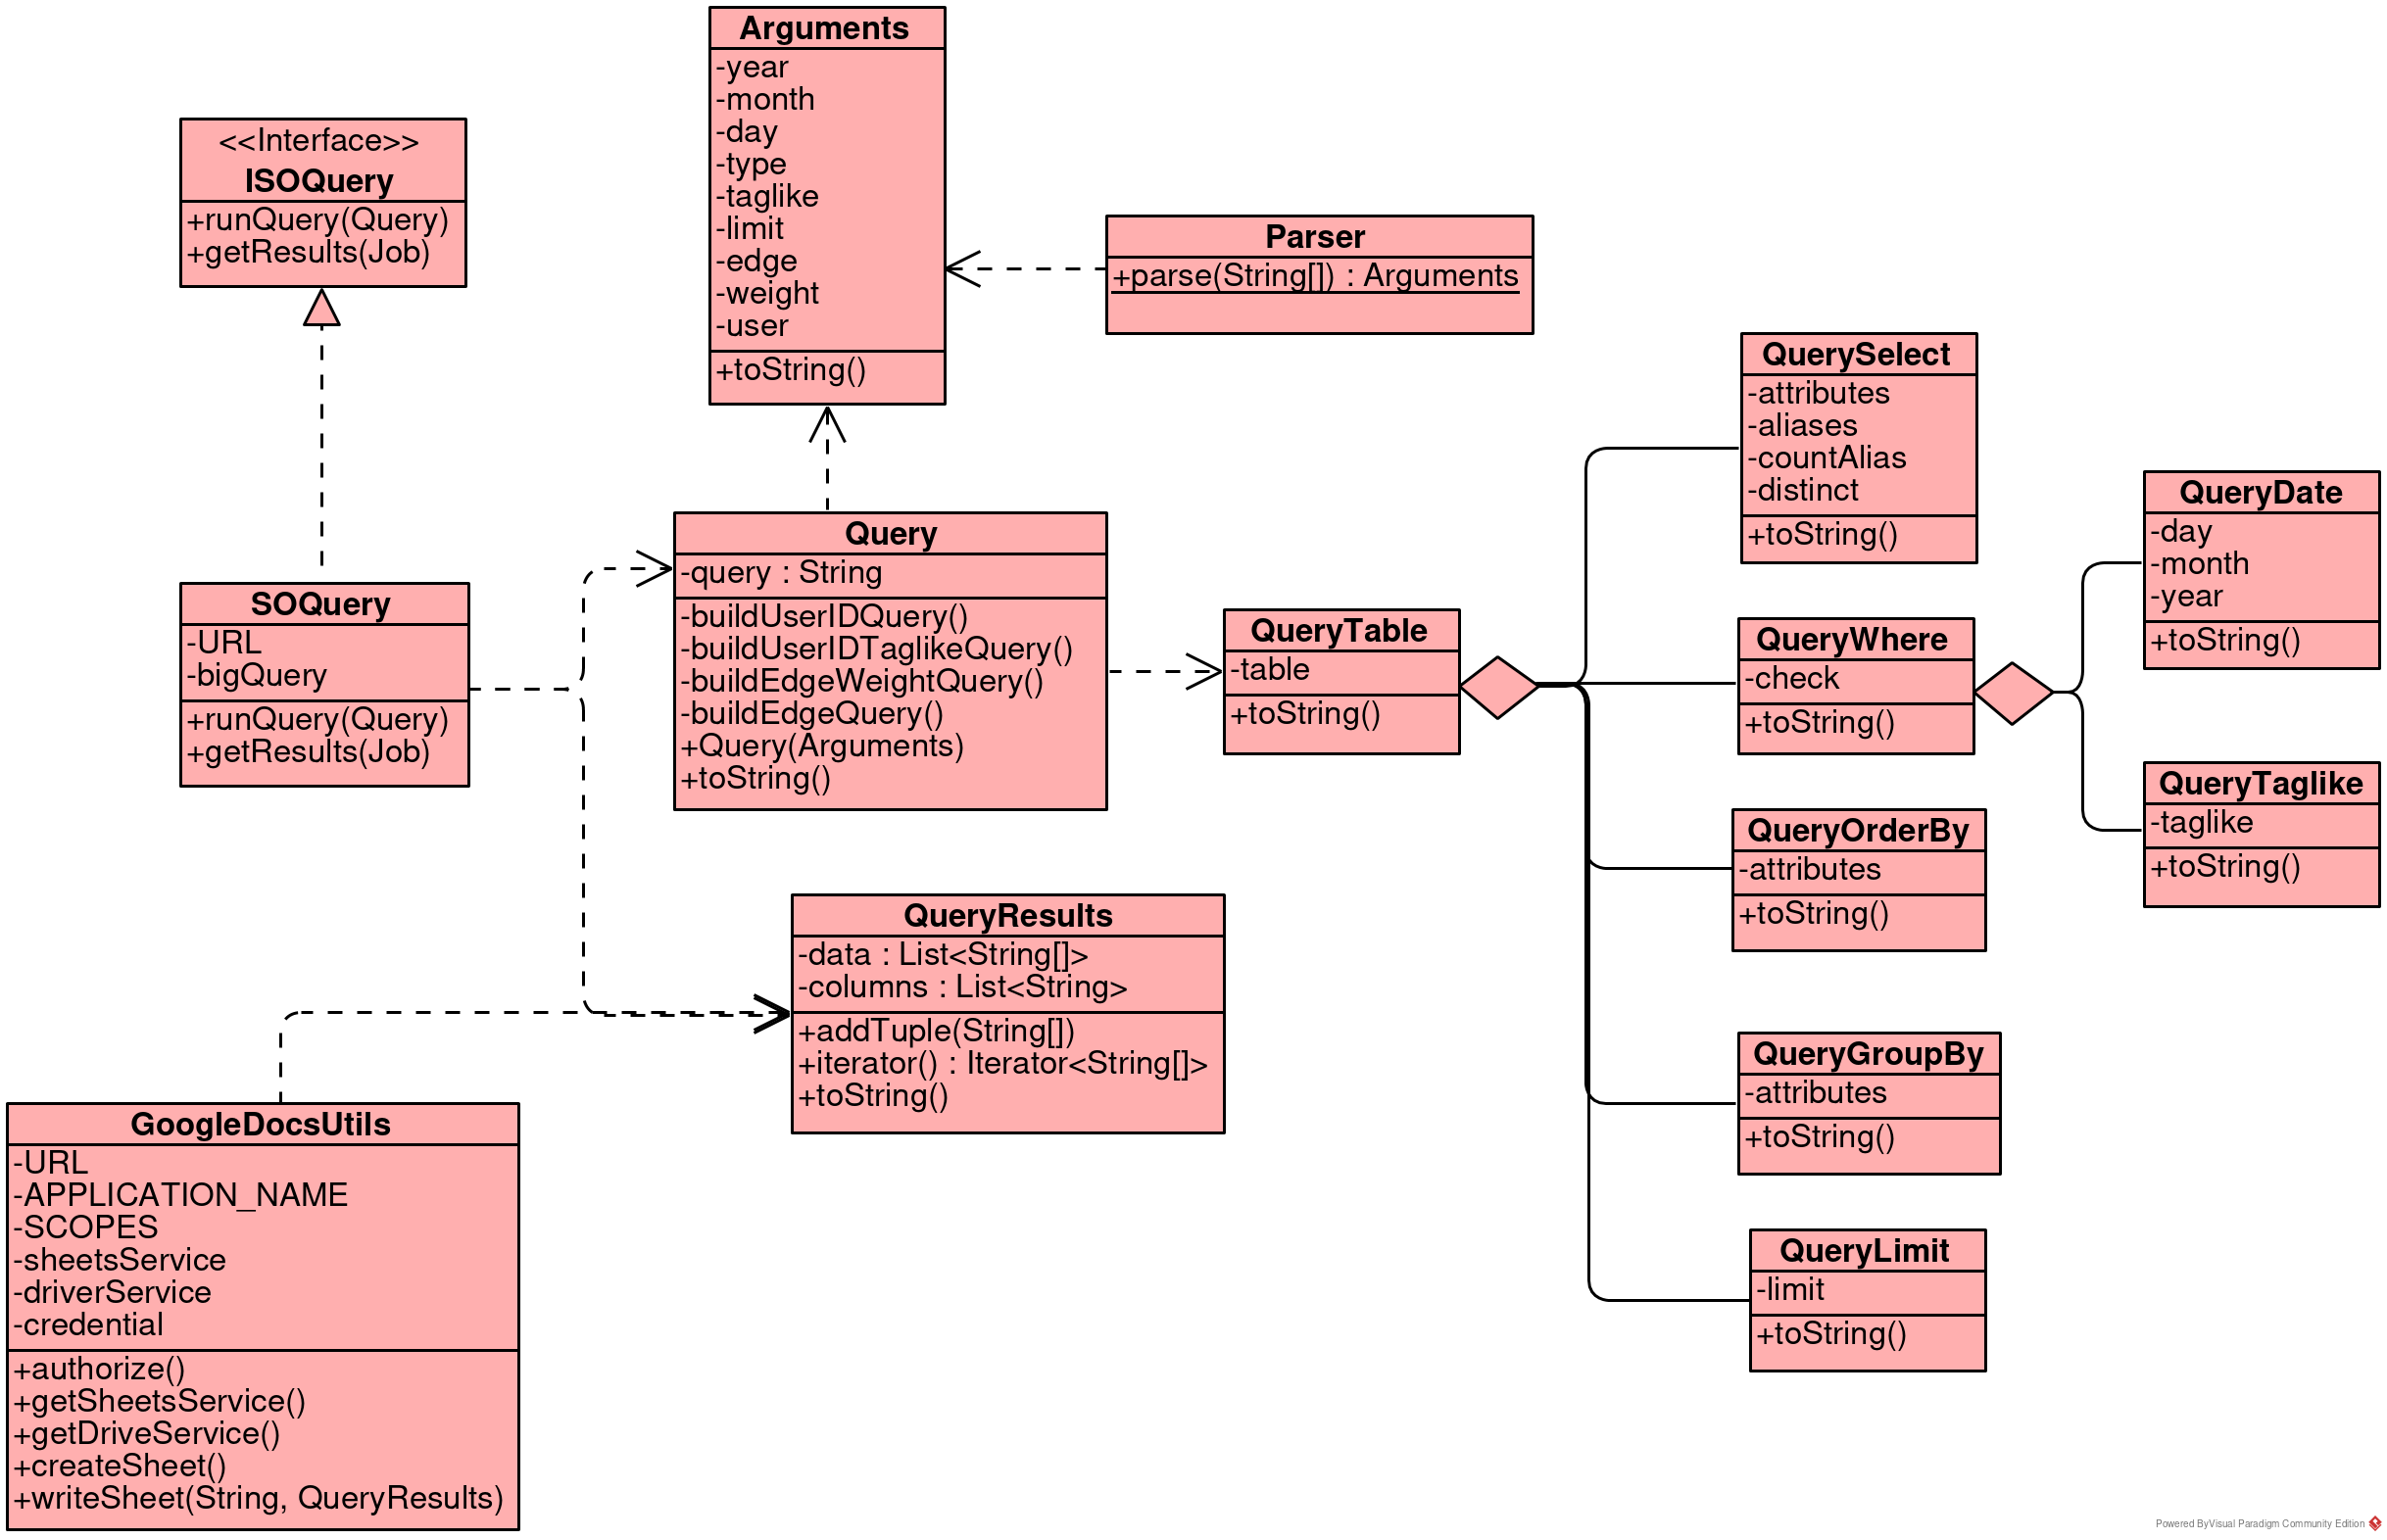 Arguments
-year
-month
-day
-type
-taglike
-limit
-edge
-weight
-user
+toString()
<<Interface>>
ISOQuery
+runQuery(Query)
+getResults(Job)
Parser
+parse(String[]) : Arguments
QuerySelect
-attributes
-aliases
-countAlias
-distinct
+toString()
QueryDate
-day
-month
-year
+toString()
Query
-query : String
-buildUserIDQuery()
-buildUserIDTaglikeQuery()
-buildEdgeWeightQuery()
-buildEdgeQuery()
+Query(Arguments)
+toString()
SOQuery
-URL
-bigQuery
+runQuery(Query)
+getResults(Job)
QueryTable
-table
+toString()
QueryWhere
-check
+toString()
QueryTaglike
-taglike
+toString()
QueryOrderBy
-attributes
+toString()
QueryResults
-data : List<String[]>
-columns : List<String>
+addTuple(String[])
+iterator() : Iterator<String[]>
+toString()
QueryGroupBy
-attributes
+toString()
GoogleDocsUtils
-URL
-APPLICATION_NAME
-SCOPES
-sheetsService
-driverService
-credential
+authorize()
+getSheetsService()
+getDriveService()
+createSheet()
+writeSheet(String, QueryResults)
QueryLimit
-limit
+toString()
Powered ByVisual Paradigm Community Edition